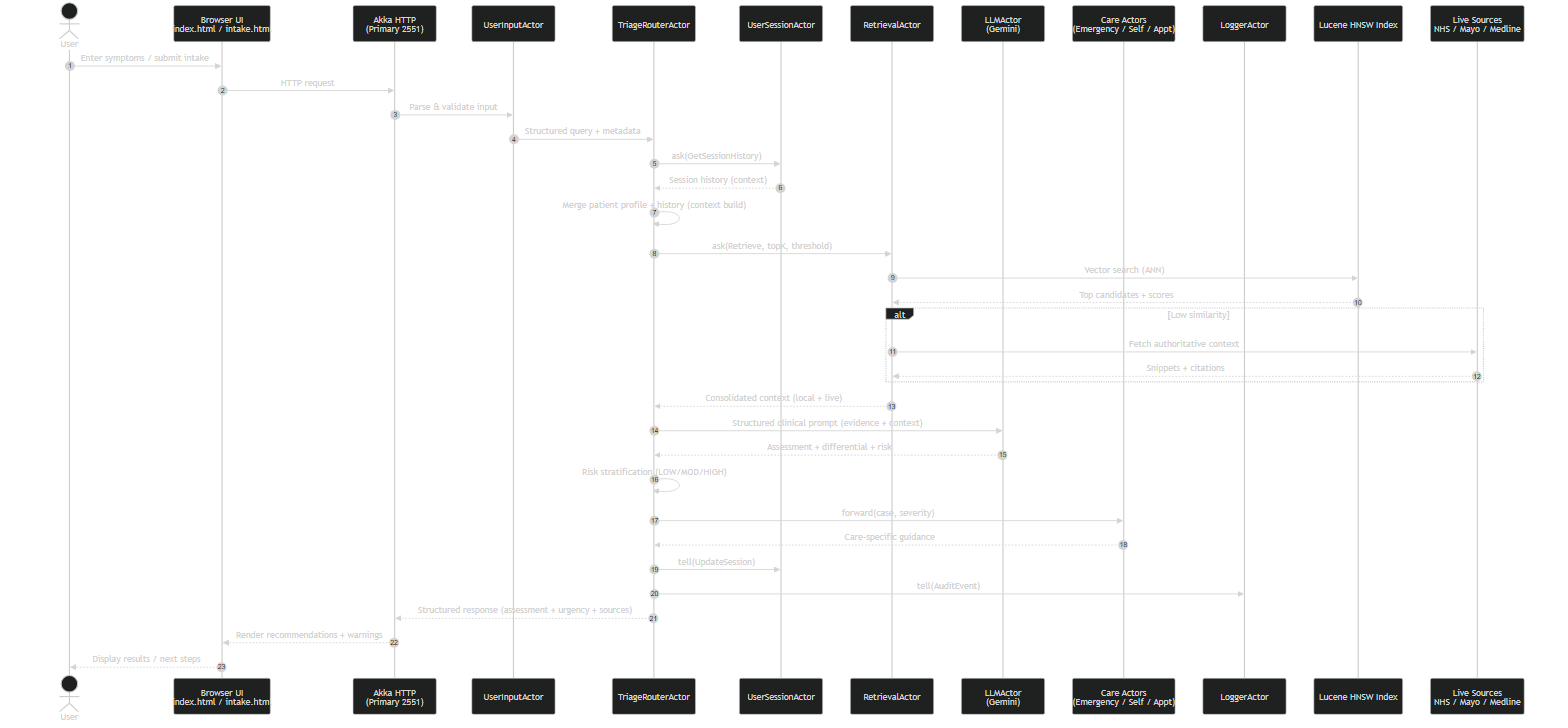 Browser UI
index.html / intake.htm
Akka HTTP
(Primary 2551)
UserInputActor
TriageRouterActor
UserSessionActor
RetrievalActor
LLMActor
(Gemini)
Care Actors
(Emergency / Self / Appt)
LoggerActor
Lucene HNSW Index
Live Sources
NHS / Mayo / Medline
User
1
Enter symptoms / submit intake
2
HTTP request
3
Parse & validate input
4
Structured query + metadata
5
ask(GetSessionHistory)
Session history (context)
6
Merge patient profile + history (context build)
7
8
ask(Retrieve, topK, threshold)
9
Vector search (ANN)
Top candidates + scores
10
alt
[Low similarity]
11
Fetch authoritative context
Snippets + citations
12
Consolidated context (local + live)
13
14
Structured clinical prompt (evidence + context)
Assessment + differential + risk
15
Risk stratification (LOW/MOD/HIGH)
16
17
forward(case, severity)
Care-specific guidance
18
19
tell(UpdateSession)
20
tell(AuditEvent)
Structured response (assessment + urgency + sources)
21
Render recommendations + warnings
22
Display results / next steps
23
Browser UI
index.html / intake.htm
Akka HTTP
(Primary 2551)
UserInputActor
TriageRouterActor
UserSessionActor
RetrievalActor
LLMActor
(Gemini)
Care Actors
(Emergency / Self / Appt)
LoggerActor
Lucene HNSW Index
Live Sources
NHS / Mayo / Medline
User